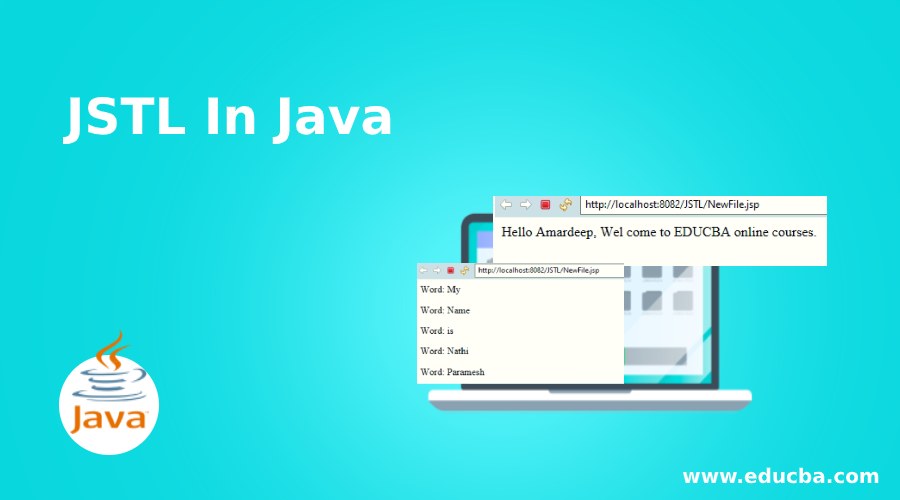 JSTL In Java
http://localhost:8082/JSTL/NewFile.jsp
Hello Amardeep, Wel come to EDUCBA online courses.
http://localhost:8082/JSTL/NewFile.jsp
Word: My
Word: Name
Word: is
Word: Nathi
Word: Paramesh
Java
www.educba.com